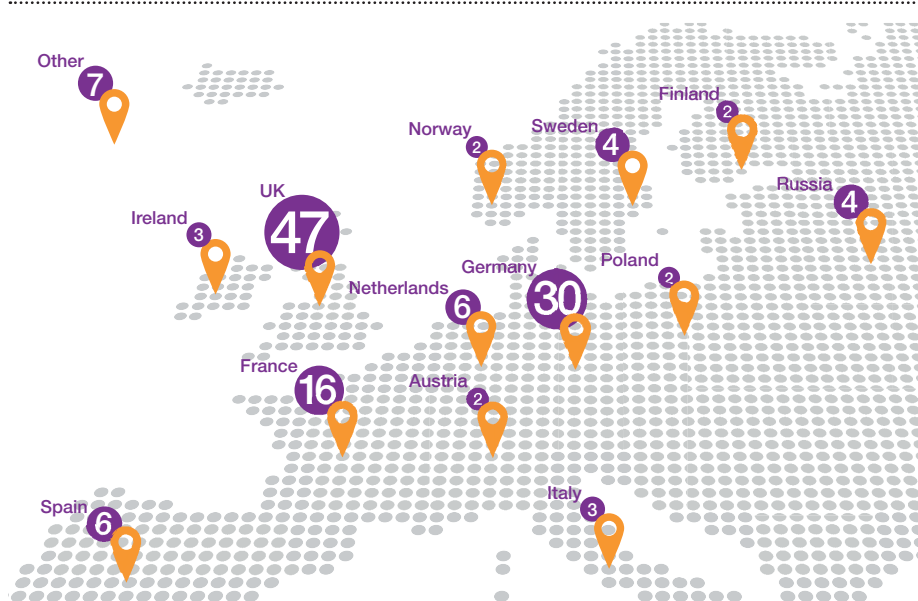 Other
7
Finland
2
Norway
2
Sweden
4
Russia
4
UK
47
Ireland
3
Germany
30
Poland
2
Netherlands
6
France
16
Austria
2
Spain
6
Italy
3